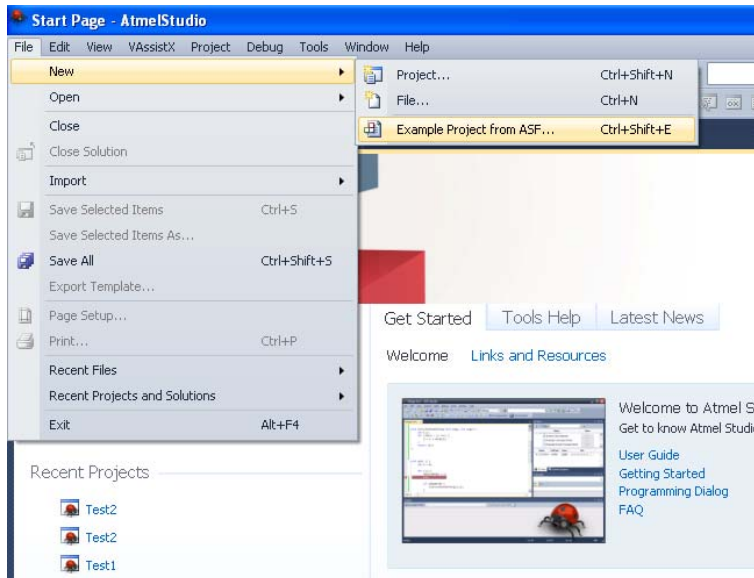 Start Page - AtmelStudio
File Edit View VAssistX Project Debug Tools Window Help
New
Project... Ctrl+Shift+N
Open
File... Ctrl+N
Close
Example Project from ASF... Ctrl+Shift+E
Close Solution
Import
Save Selected Items Ctrl+S
Save Selected Items As...
Save All Ctrl+Shift+S
Export Template...
Page Setup...
Print... Ctrl+P
Recent Files
Recent Projects and Solutions
Exit Alt+F4
Get Started Tools Help Latest News
Welcome Links and Resources
Welcome to Atmel S
Get to know Atmel Studi
User Guide
Getting Started
Programming Dialog
FAQ
Recent Projects
Test2
Test2
Test1